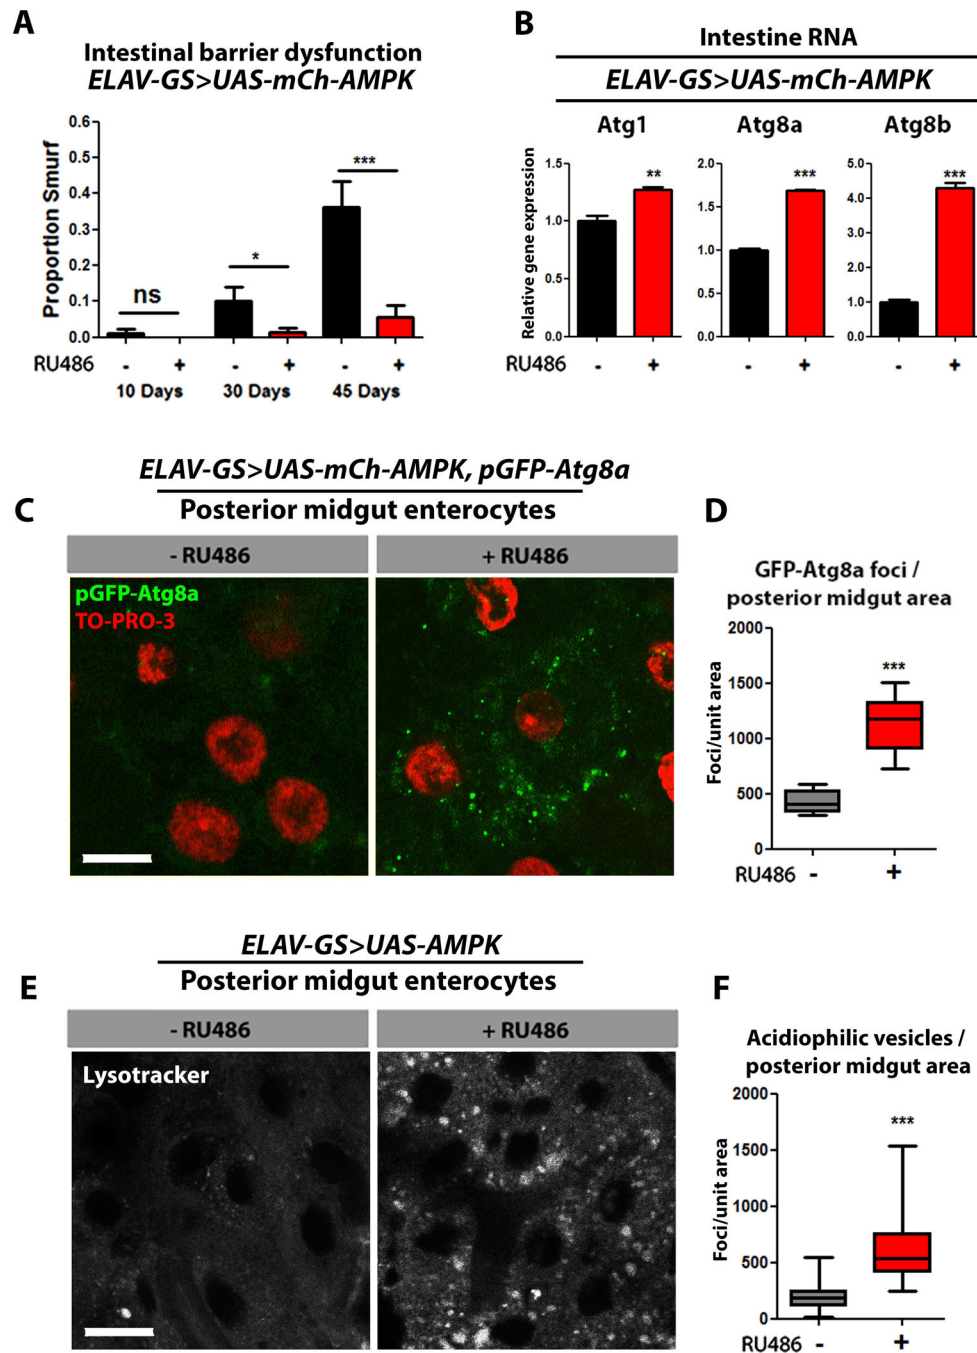 A
Intestinal barrier dysfunction
ELAV-GS>UAS-mCh-AMPK
Proportion Smurf
0.6
0.5
0.4
0.3
0.2
0.1
0.0
ns
*
***
RU486 - + - + - +
10 Days 30 Days 45 Days
B
Intestine RNA
ELAV-GS>UAS-mCh-AMPK
Atg1 Atg8a Atg8b
Relative gene expression
1.5
1.0
0.5
0.0
**
2.0
1.5
1.0
0.5
0.0
***
5.0
4.0
3.0
2.0
1.0
0.0
***
RU486 - + - + - +
ELAV-GS>UAS-mCh-AMPK, pGFP-Atg8a
C
Posterior midgut enterocytes
- RU486 + RU486
pGFP-Atg8a
TO-PRO-3
D
GFP-Atg8a foci /
posterior midgut area
Foci/unit area
2000
1500
1000
500
0
***
RU486 - +
ELAV-GS>UAS-AMPK
E
Posterior midgut enterocytes
- RU486 + RU486
Lysotracker
F
Acidiophilic vesicles /
posterior midgut area
Foci/unit area
2000
1500
1000
500
0
***
RU486 - +